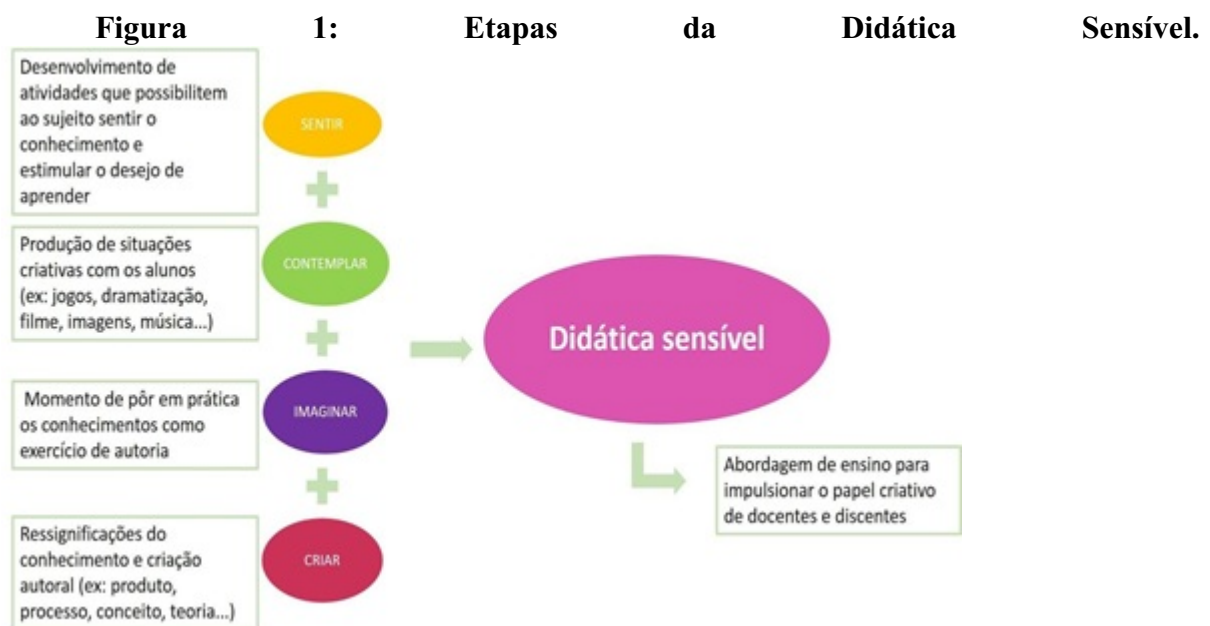 Figura 1: Etapas da Didática Sensível.
Desenvolvimento de
atividades que possibilitem
ao sujeito sentir o
conhecimento e
estimular o desejo de
aprender
SENTIR
Produção de situações
criativas com os alunos
(ex: jogos, dramatização,
filme, imagens, música...)
CONTEMPLAR
Didática sensível
Momento de pôr em prática
os conhecimentos como
exercício de autoria
IMAGINAR
Abordagem de ensino para
impulsionar o papel criativo
de docentes e discentes
Ressignificações do
conhecimento e criação
autoral (ex: produto,
processo, conceito, teoria...)
CRIAR